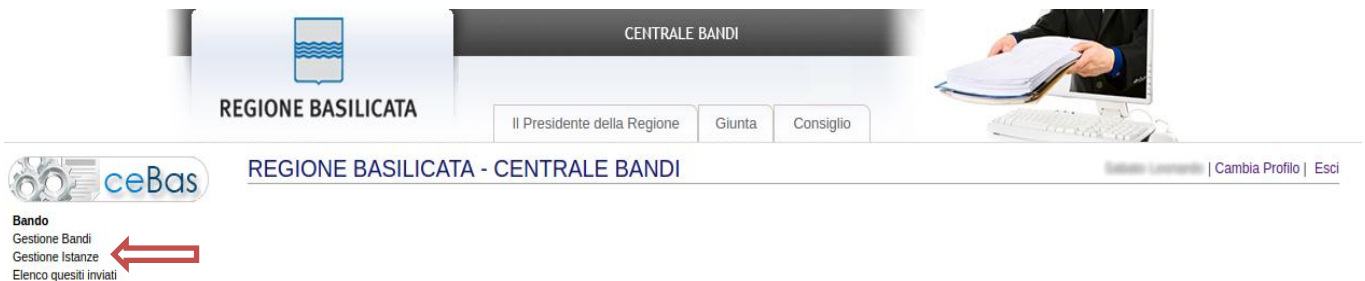 CENTRALE BANDI
REGIONE BASILICATA
Il Presidente della Regione
Giunta
Consiglio
ceBas
REGIONE BASILICATA - CENTRALE BANDI
| Cambia Profilo | Esci
Bando
Gestione Bandi
Gestione Istanze
Elenco quesiti inviati